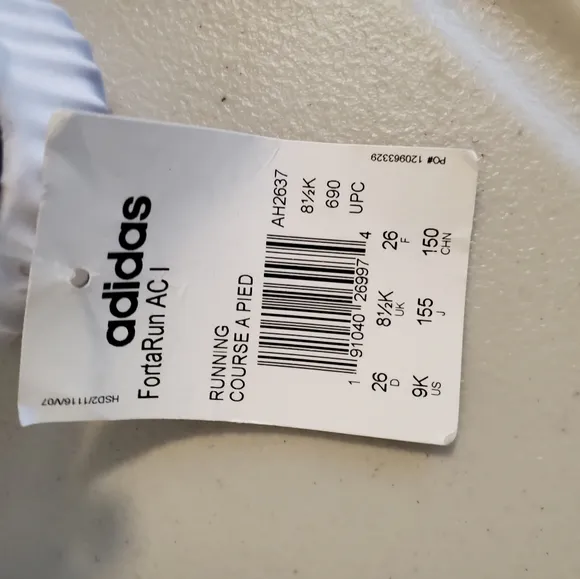 adidas
FortaRun AC I
HSD2/1116/V07
RUNNING
COURSE A PIED
AH2637
8½K
690
UPC
1 91040 26997 4
26 8½K 26
D UK F
9K 155 150
US J CHN
PO# 120963329